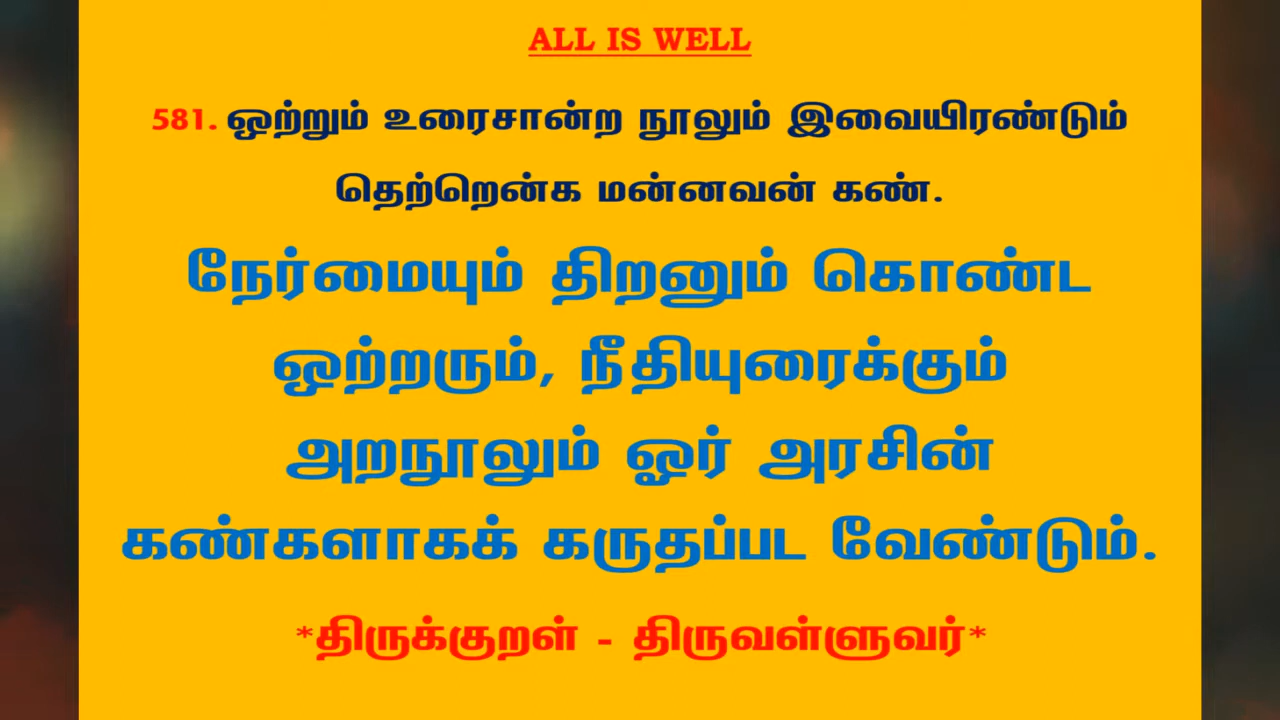 ALL IS WELL
581. ஒற்றும் உரைசான்ற நூலும் இவையிரண்டும்
தெற்றென்க மன்னவன் கண்.
நேர்மையும் திறனும் கொண்ட
ஒற்றரும், நீதியுரைக்கும்
அறநூலும் ஓர் அரசின்
கண்களாகக் கருதப்பட வேண்டும்.
*திருக்குறள் - திருவள்ளுவர்*